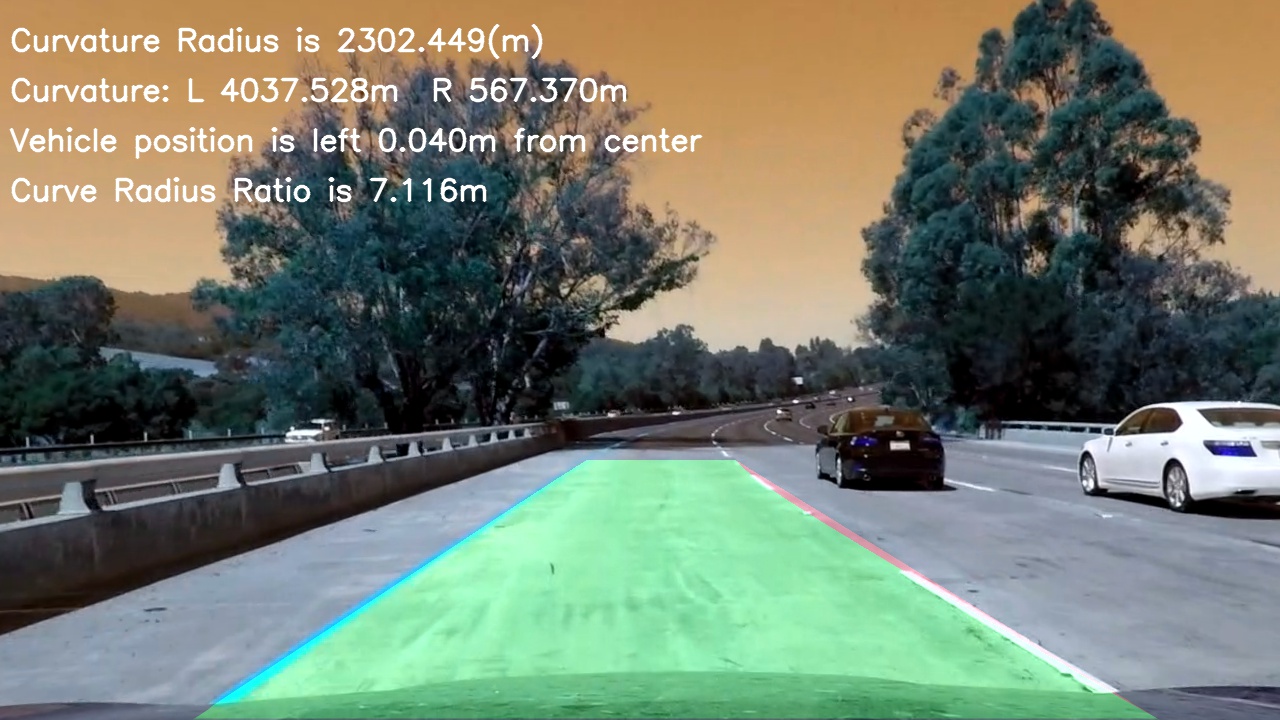 Curvature Radius is 2302.449(m)
Curvature: L 4037.528m R 567.370m
Vehicle position is left 0.040m from center
Curve Radius Ratio is 7.116m